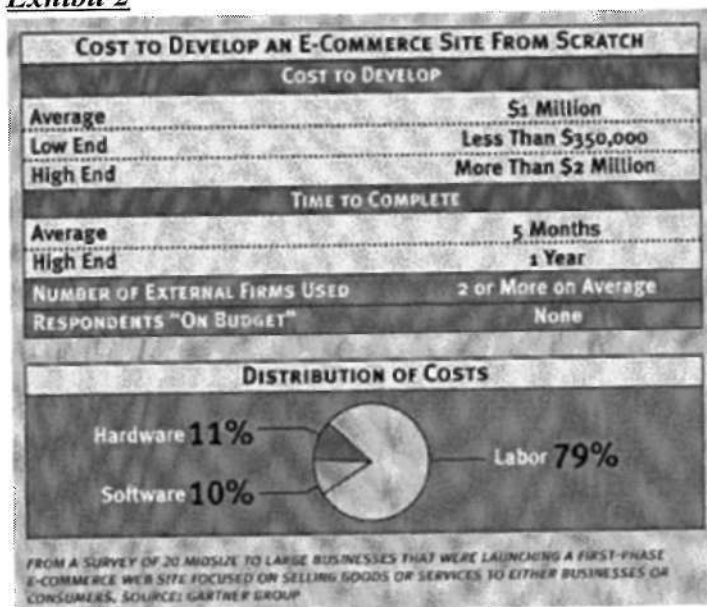 Exhibit 2
COST TO DEVELOP AN E-COMMERCE SITE FROM SCRATCH
COST TO DEVELOP
Average $1 Million
Low End Less Than $350,000
High End More Than $2 Million
TIME TO COMPLETE
Average 5 Months
High End 1 Year
NUMBER OF EXTERNAL FIRMS USED 2 or More on Average
RESPONDENTS "ON BUDGET" None
DISTRIBUTION OF COSTS
Hardware 11%
Labor 79%
Software 10%
FROM A SURVEY OF 20 MIDSIZE TO LARGE BUSINESSES THAT WERE LAUNCHING A FIRST-PHASE
E-COMMERCE WEB SITE FOCUSED ON SELLING GOODS OR SERVICES TO EITHER BUSINESSES OR
CONSUMERS. SOURCE: GARTNER GROUP